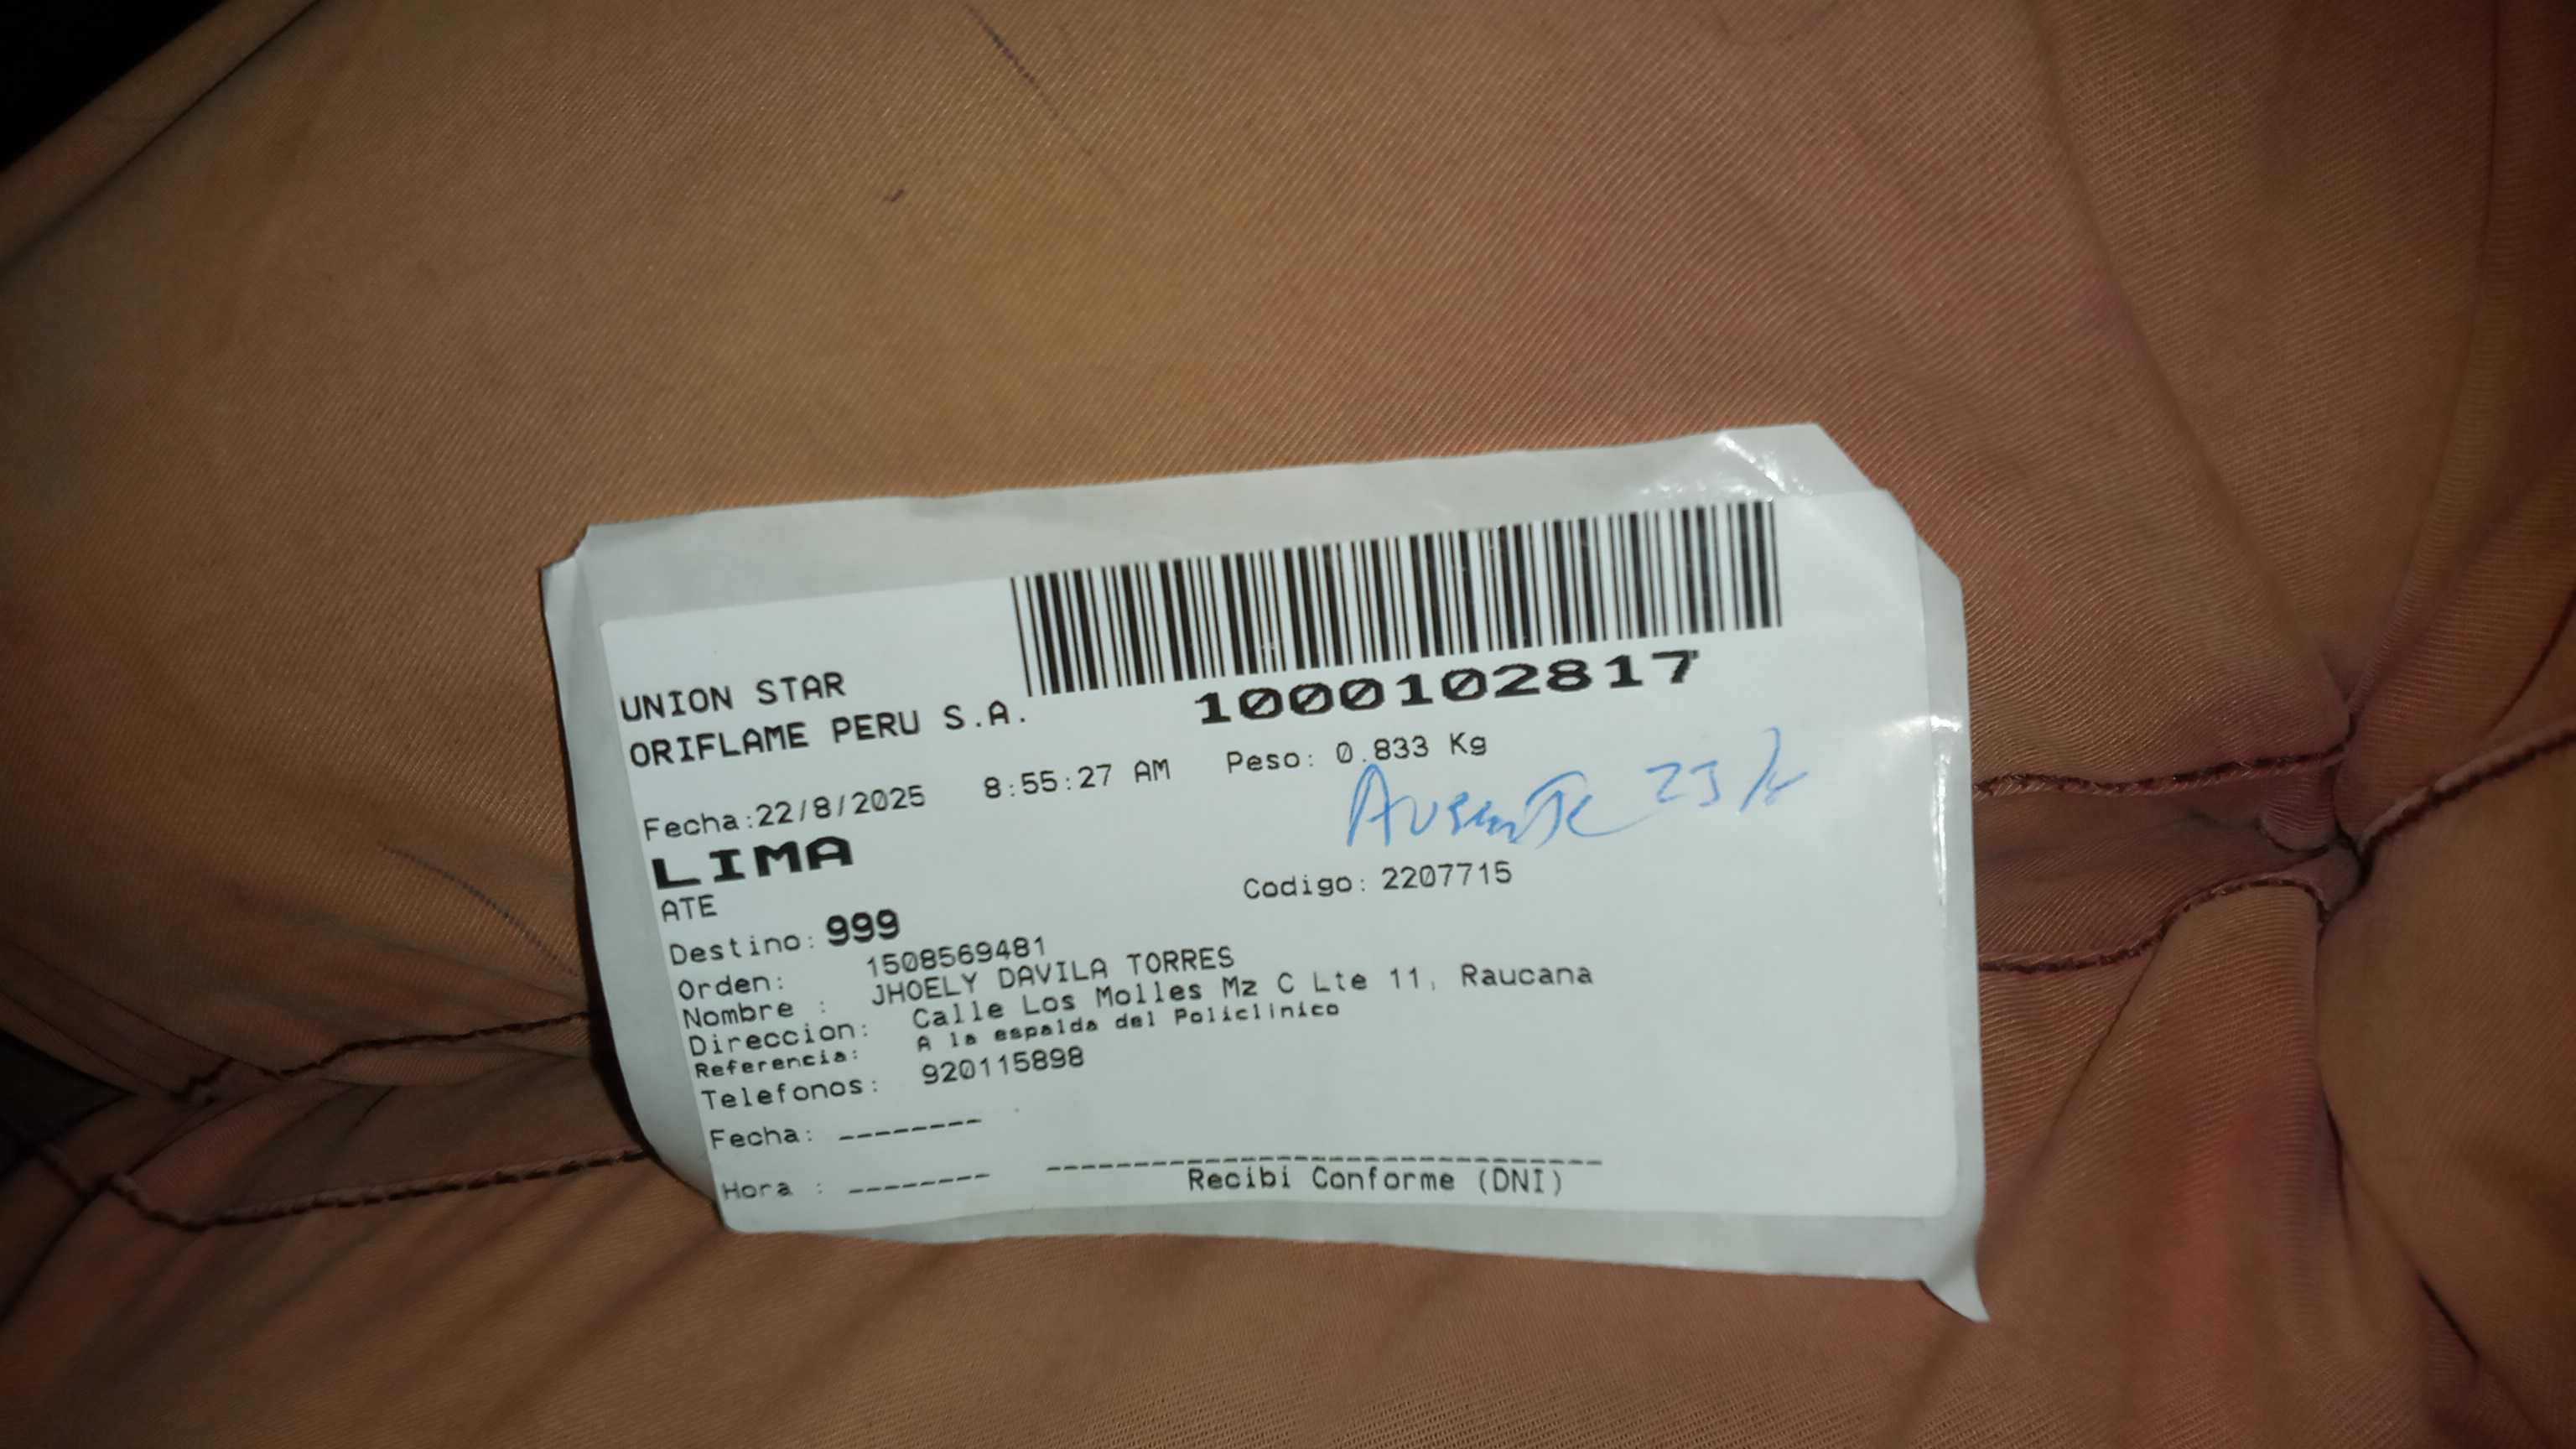 UNION STAR
ORIFLAME PERU S.A.
1000102817
Fecha:22/8/2025 8:55:27 AM Peso: 0.833 Kg
Ausente 23/
LIMA
ATE
Codigo: 2207715
Destino: 999
Orden: 1508569481
Nombre : JHOELY DAVILA TORRES
Direccion: Calle Los Molles Mz C Lte 11, Raucana
Referencia: A la espalda del Policlinico
Telefonos: 920115898
Fecha: --------
Hora : --------
Recibi Conforme (DNI)